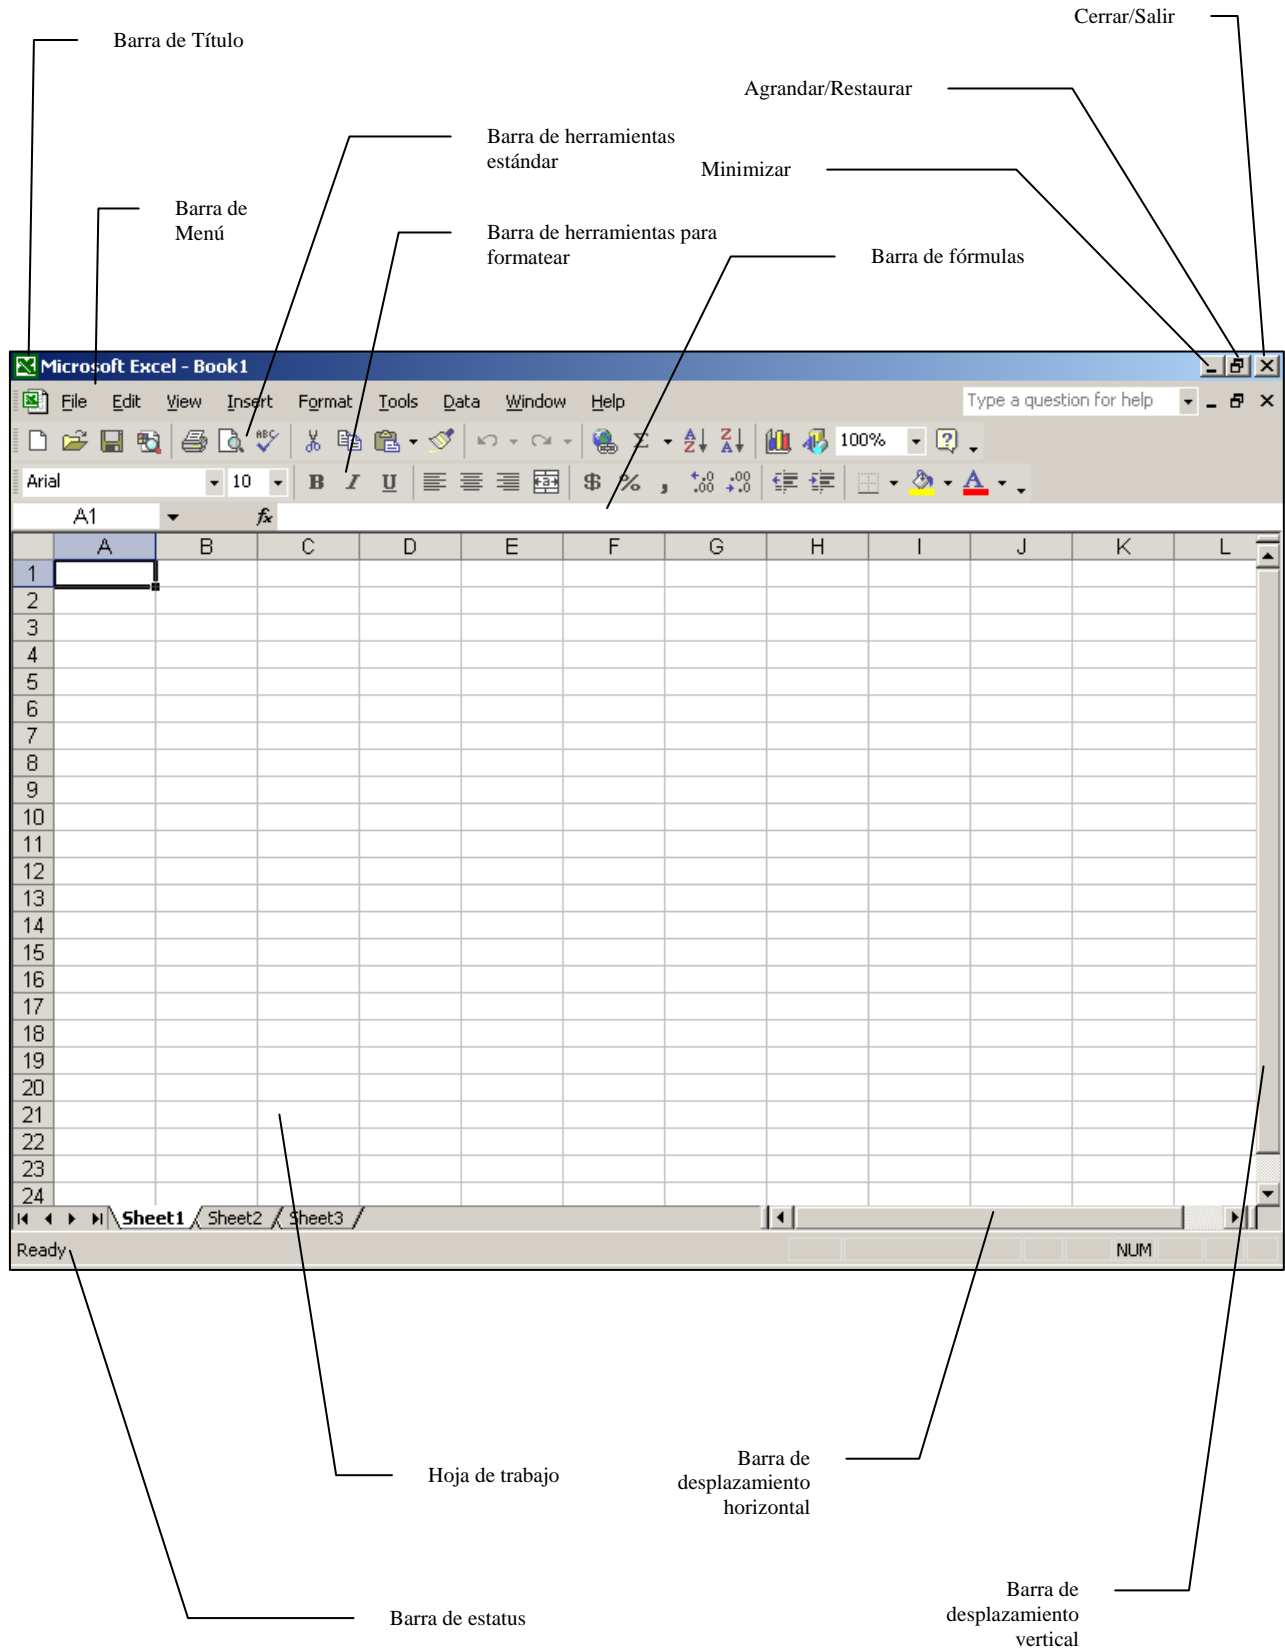 Cerrar/Salir
Barra de Título
Agrandar/Restaurar
Barra de herramientas
estándar
Minimizar
Barra de
Menú
Barra de herramientas para
formatear
Barra de fórmulas
Microsoft Excel - Book1
File Edit View Insert Format Tools Data Window Help Type a question for help
ABC 100%
Arial 10 B I U $ % ,
A1 fx
A B C D E F G H I J K L
1
2
3
4
5
6
7
8
9
10
11
12
13
14
15
16
17
18
19
20
21
22
23
24
Sheet1 Sheet2 Sheet3
Ready NUM
Hoja de trabajo
Barra de
desplazamiento
horizontal
Barra de estatus
Barra de
desplazamiento
vertical